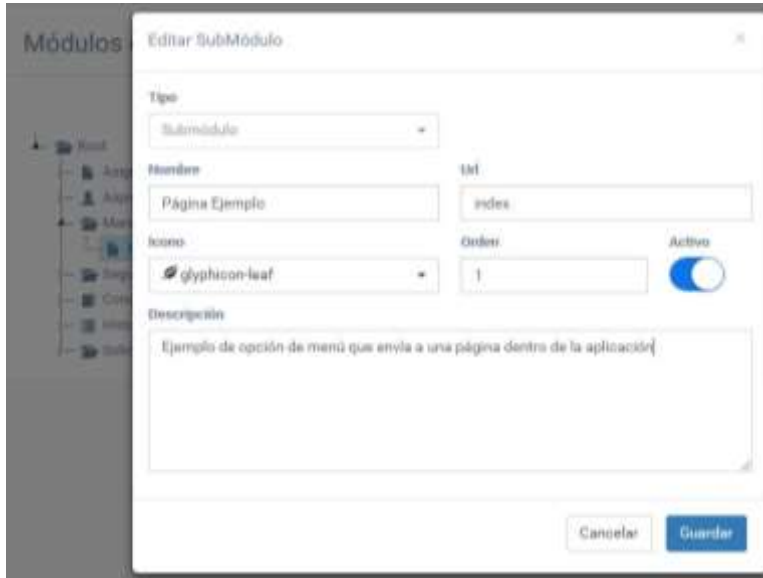 Módulos
Editar SubMódulo
×
Tipo
Submódulo
Nombre
Url
Página Ejemplo
index
Icono
Orden
Activo
glyphicon-leaf
1
Descripción
Ejemplo de opción de menú que envía a una página dentro de la aplicación
Cancelar
Guardar
Root